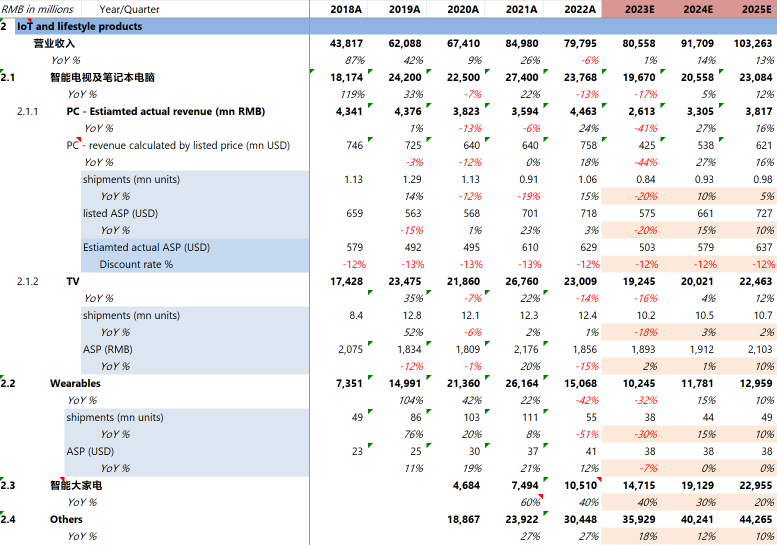 RMB in millions Year/Quarter 2018A 2019A 2020A 2021A 2022A 2023E 2024E 2025E
2 IoT and lifestyle products
营业收入 43,817 62,088 67,410 84,980 79,795 80,558 91,709 103,263
YoY % 87% 42% 9% 26% -6% 1% 14% 13%
2.1 智能电视及笔记本电脑 18,174 24,200 22,500 27,400 23,768 19,670 20,558 23,084
YoY % 119% 33% -7% 22% -13% -17% 5% 12%
2.1.1 PC - Estiamted actual revenue (mn RMB) 4,341 4,376 3,823 3,594 4,463 2,613 3,305 3,817
YoY % 1% -13% -6% 24% -41% 27% 16%
PC - revenue calculated by listed price (mn USD) 746 725 640 640 758 425 538 621
YoY % -3% -12% 0% 18% -44% 27% 16%
shipments (mn units) 1.13 1.29 1.13 0.91 1.06 0.84 0.93 0.98
YoY % 14% -12% -19% 15% -20% 10% 5%
listed ASP (USD) 659 563 568 701 718 575 661 727
YoY % -15% 1% 23% 3% -20% 15% 10%
Estiamted actual ASP (USD) 579 492 495 610 629 503 579 637
Discount rate % -12% -13% -13% -13% -12% -12% -12% -12%
2.1.2 TV 17,428 23,475 21,860 26,760 23,009 19,245 20,021 22,463
YoY % 35% -7% 22% -14% -16% 4% 12%
shipments (mn units) 8.4 12.8 12.1 12.3 12.4 10.2 10.5 10.7
YoY % 52% -6% 2% 1% -18% 3% 2%
ASP (RMB) 2,075 1,834 1,809 2,176 1,856 1,893 1,912 2,103
YoY % -12% -1% 20% -15% 2% 1% 10%
2.2 Wearables 7,351 14,991 21,360 26,164 15,068 10,245 11,781 12,959
YoY % 104% 42% 22% -42% -32% 15% 10%
shipments (mn units) 49 86 103 111 55 38 44 49
YoY % 76% 20% 8% -51% -30% 15% 10%
ASP (USD) 23 25 30 37 41 38 38 38
YoY % 11% 19% 21% 12% -7% 0% 0%
2.3 智能大家电 4,684 7,494 10,510 14,715 19,129 22,955
YoY % 60% 40% 40% 30% 20%
2.4 Others 18,867 23,922 30,448 35,929 40,241 44,265
YoY % 27% 27% 18% 12% 10%